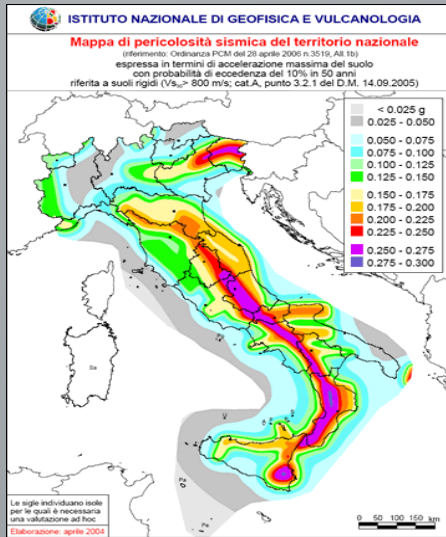 ISTITUTO NAZIONALE DI GEOFISICA E VULCANOLOGIA
Mappa di pericolosità sismica del territorio nazionale
(riferimento: Ordinanza PCM del 28 aprile 2006 n.3519, All.1b)
espressa in termini di accelerazione massima del suolo
con probabilità di eccedenza del 10% in 50 anni
riferita a suoli rigidi (Vs₃₀> 800 m/s; cat.A, punto 3.2.1 del D.M. 14.09.2005)
< 0.025 g
0.025 - 0.050
0.050 - 0.075
0.075 - 0.100
0.100 - 0.125
0.125 - 0.150
0.150 - 0.175
0.175 - 0.200
0.200 - 0.225
0.225 - 0.250
0.250 - 0.275
0.275 - 0.300
Le sigle individuano isole
per le quali è necessaria
una valutazione ad hoc
Elaborazione: aprile 2004
0 50 100 150 km